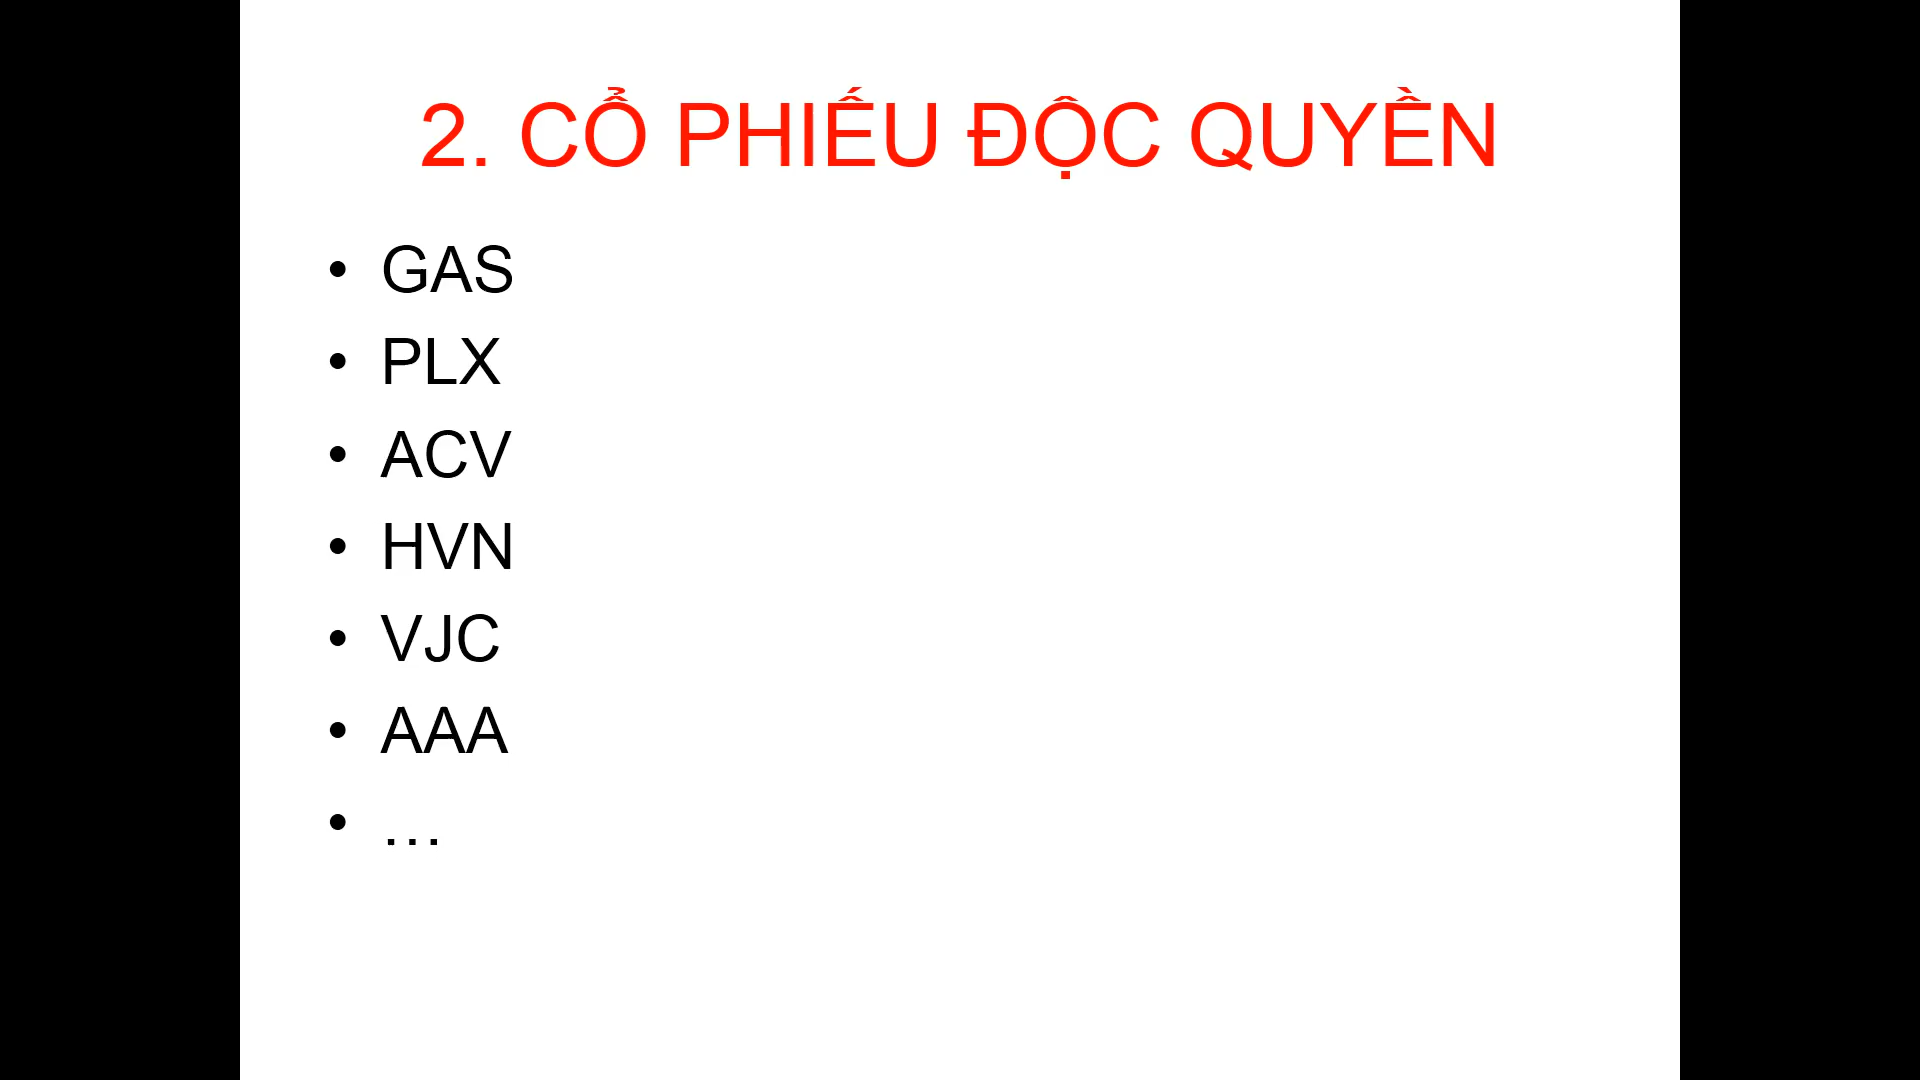 2. CỔ PHIẾU ĐỘC QUYỀN
• GAS
• PLX
• ACV
• HVN
• VJC
• AAA
• …